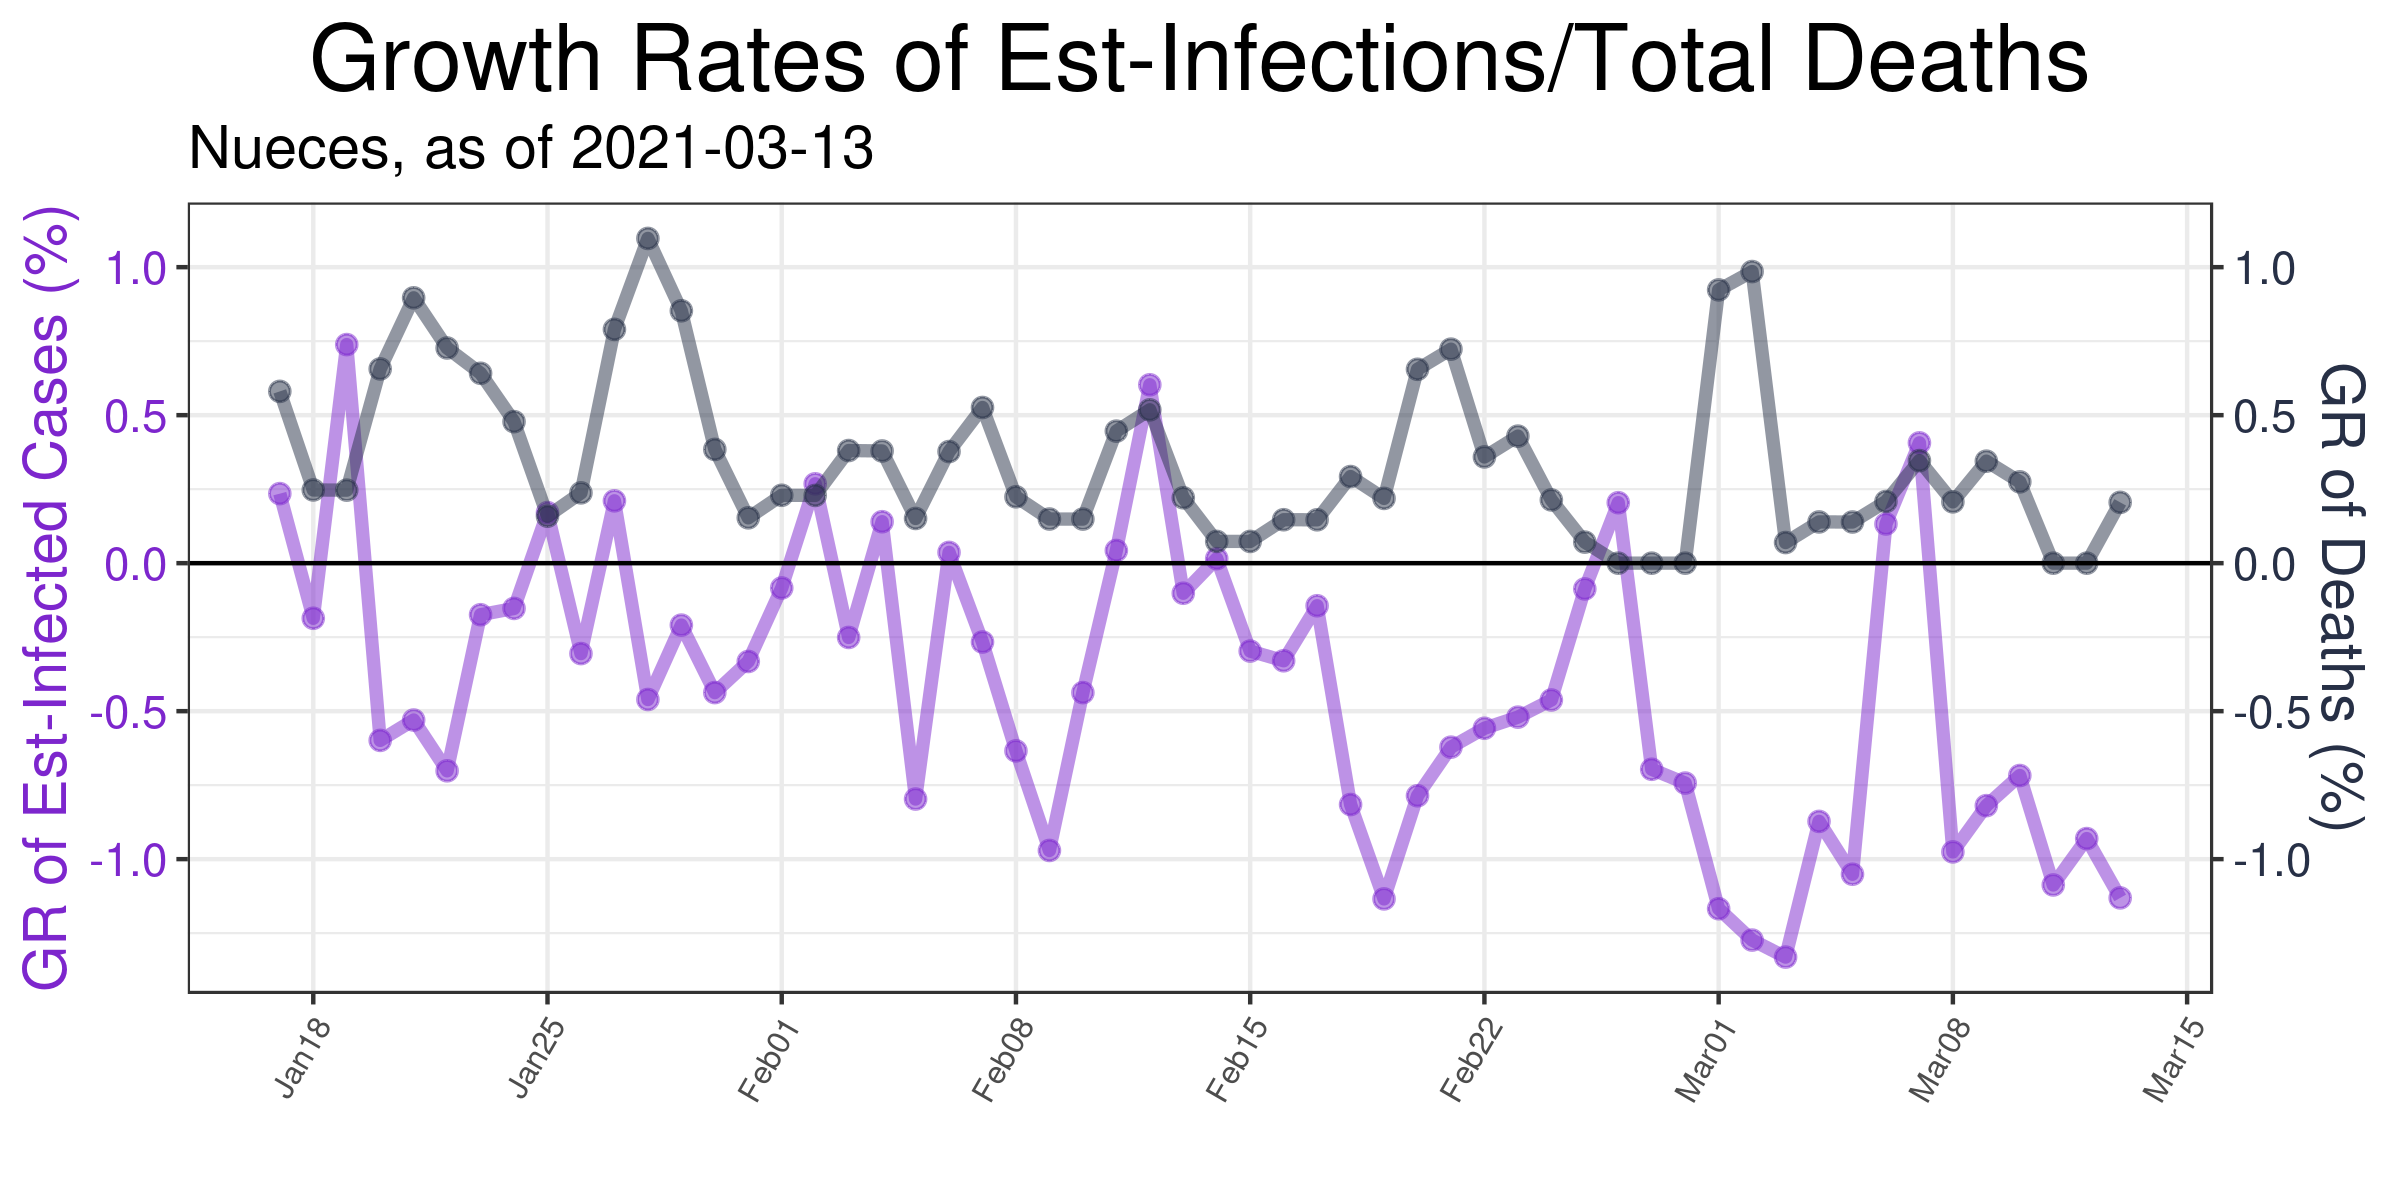 Growth Rates of Est-Infections/Total Deaths
Nueces, as of 2021-03-13
GR of Est-Infected Cases (%)
1.0
0.5
0.0
-0.5
-1.0
1.0
0.5
0.0
-0.5
-1.0
GR of Deaths (%)
Jan18
Jan25
Feb01
Feb08
Feb15
Feb22
Mar01
Mar08
Mar15